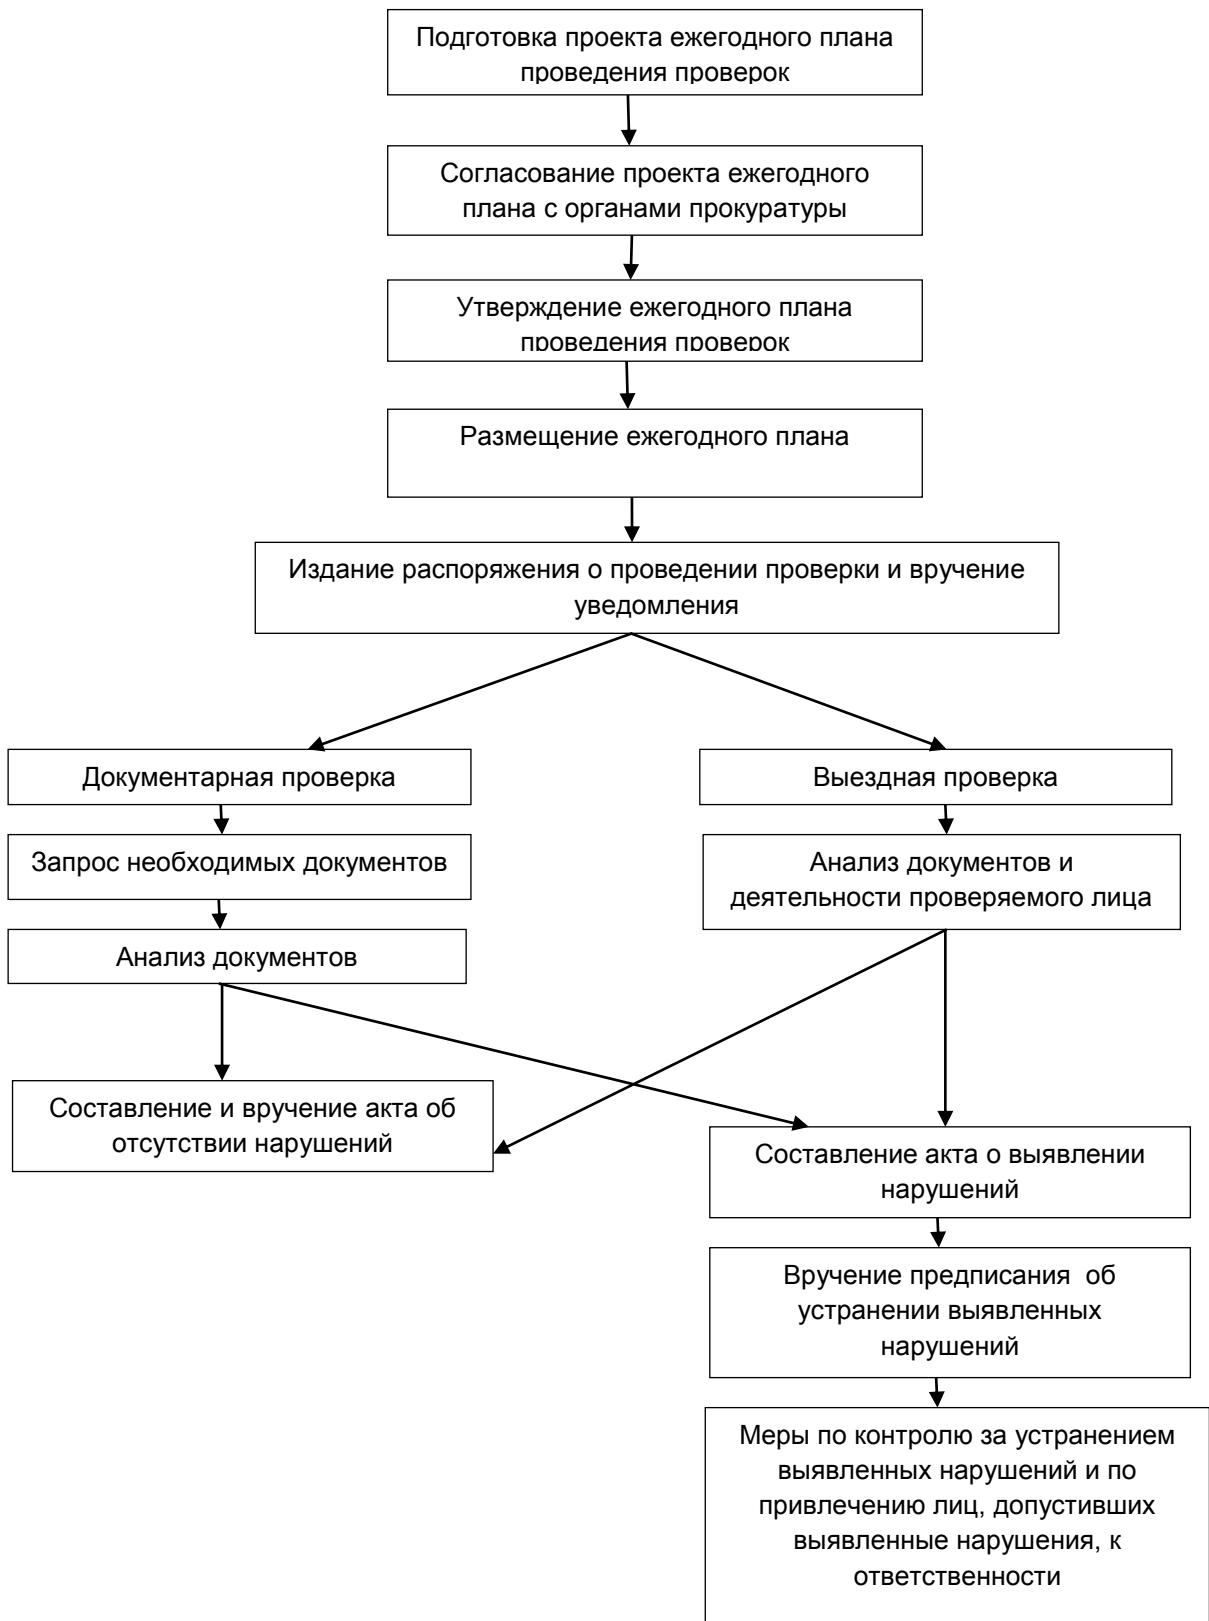 Подготовка проекта ежегодного плана
проведения проверок
Согласование проекта ежегодного
плана с органами прокуратуры
Утверждение ежегодного плана
проведения проверок
Размещение ежегодного плана
Издание распоряжения о проведении проверки и вручение
уведомления
Документарная проверка
Запрос необходимых документов
Анализ документов
Составление и вручение акта об
отсутствии нарушений
Выездная проверка
Анализ документов и
деятельности проверяемого лица
Составление акта о выявлении
нарушений
Вручение предписания об
устранении выявленных
нарушений
Меры по контролю за устранением
выявленных нарушений и по
привлечению лиц, допустивших
выявленные нарушения, к
ответственности